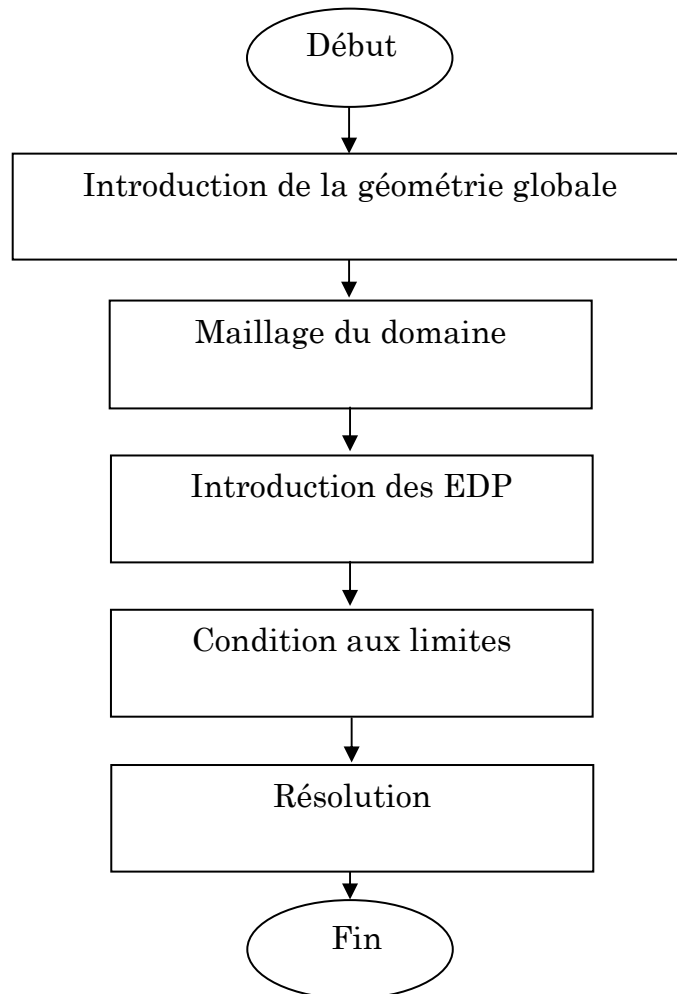 Début
Introduction de la géométrie globale
Maillage du domaine
Introduction des EDP
Condition aux limites
Résolution
Fin